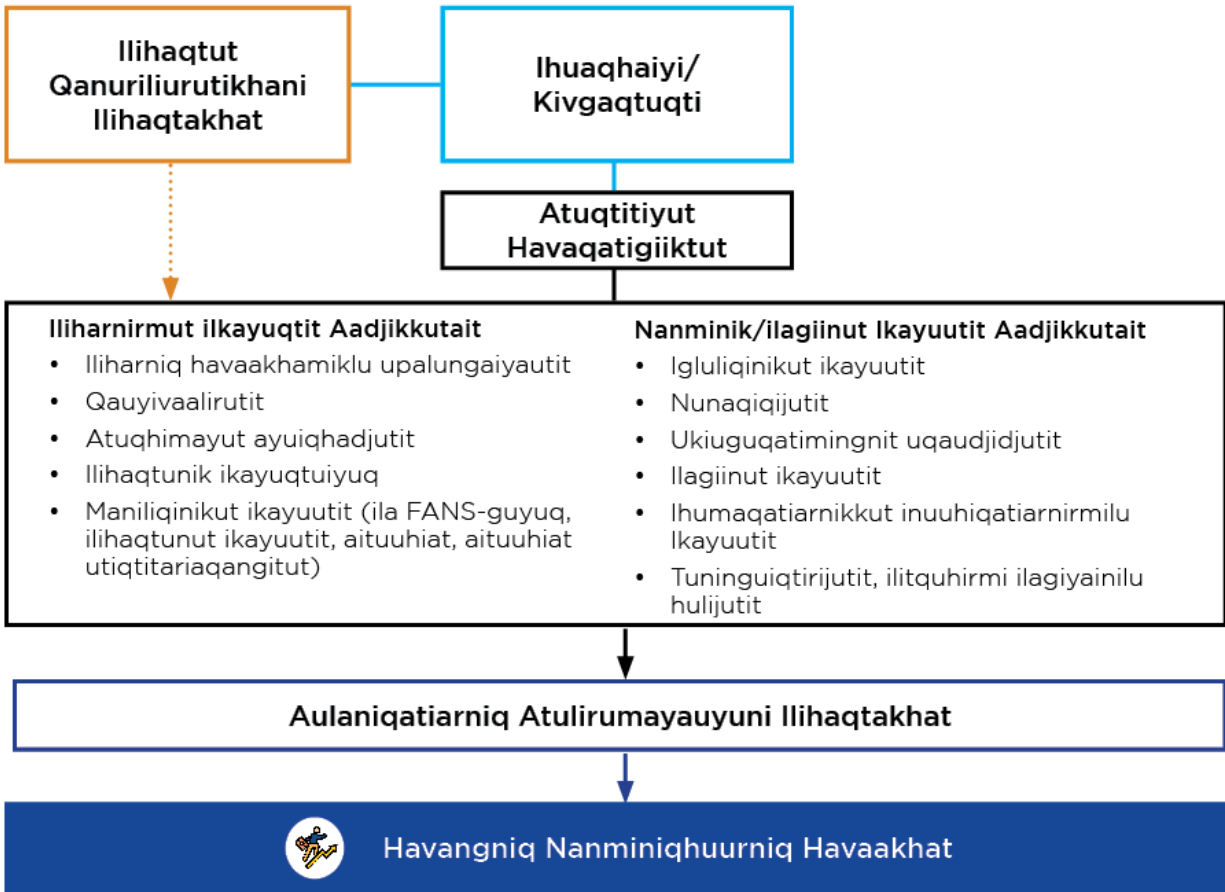 Ilihaqtut
Qanuriliurutikhani
Ilihaqtakhat
Ihuaqhaiyi/
Kivgaqtuqti
Atuqtitiyut
Havaqatigiiktut
Iliharnirmut ilkayuqtit Aadjikkutait
• Iliharniq havaakhamiklu upalungaiyautit
• Qauyivaalirutit
• Atuqhimayut ayuiqhadjutit
• Ilihaqtunik ikayuqtuiyuq
• Maniliqinikut ikayuutit (ila FANS-guyuq,
ilihaqtunut ikayuutit, aituuhiat, aituuhiat
utiqtitariaqangitut)
Nanminik/ilagiinut Ikayuutit Aadjikkutait
• Igluliqinikut ikayuutit
• Nunaqiqijutit
• Ukiuguqatimingnit uqaudjidjutit
• Ilagiinut ikayuutit
• Ihumaqatiarnikkut inuuhiqatiarnirmilu
Ikayuutit
• Tuninguiqtirijutit, ilitquhirmi ilagiyainilu
hulijutit
Aulaniqatiarniq Atulirumayauyuni Ilihaqtakhat
Havangniq Nanminiqhuurniq Havaakhat